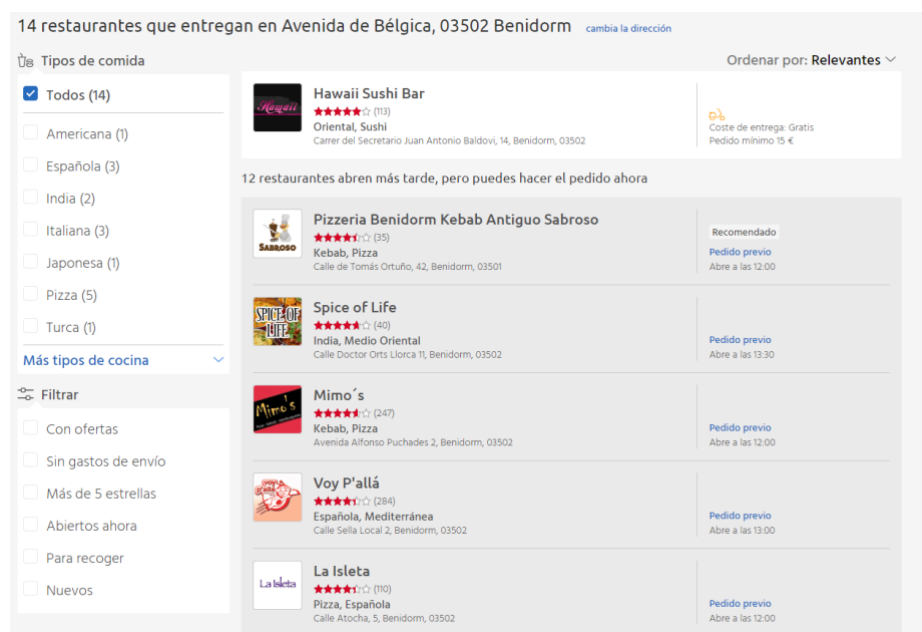 14 restaurantes que entregan en Avenida de Bélgica, 03502 Benidorm cambia la dirección
Tipos de comida
Ordenar por: Relevantes
Todos (14)
Americana (1)
Española (3)
India (2)
Italiana (3)
Japonesa (1)
Pizza (5)
Turca (1)
Más tipos de cocina
Filtrar
Con ofertas
Sin gastos de envío
Más de 5 estrellas
Abiertos ahora
Para recoger
Nuevos
Hawaii
Hawaii Sushi Bar
(113)
Oriental, Sushi
Carrer del Secretario Juan Antonio Baldovi, 14, Benidorm, 03502
Coste de entrega: Gratis
Pedido mínimo 15 €
12 restaurantes abren más tarde, pero puedes hacer el pedido ahora
SABROSO
Pizzeria Benidorm Kebab Antiguo Sabroso
(35)
Kebab, Pizza
Calle de Tomás Ortuño, 42, Benidorm, 03501
Recomendado
Pedido previo
Abre a las 12:00
SPICE OF
LIFE
Spice of Life
(40)
India, Medio Oriental
Calle Doctor Orts Llorca 11, Benidorm, 03502
Pedido previo
Abre a las 13:30
Mimo's
Mimo´s
(247)
Kebab, Pizza
Avenida Alfonso Puchades 2, Benidorm, 03502
Pedido previo
Abre a las 12:00
Voy P'allá
(284)
Española, Mediterránea
Calle Sella Local 2, Benidorm, 03502
Pedido previo
Abre a las 13:00
La Isleta
La Isleta
(110)
Pizza, Española
Calle Atocha, 5, Benidorm, 03502
Pedido previo
Abre a las 12:00